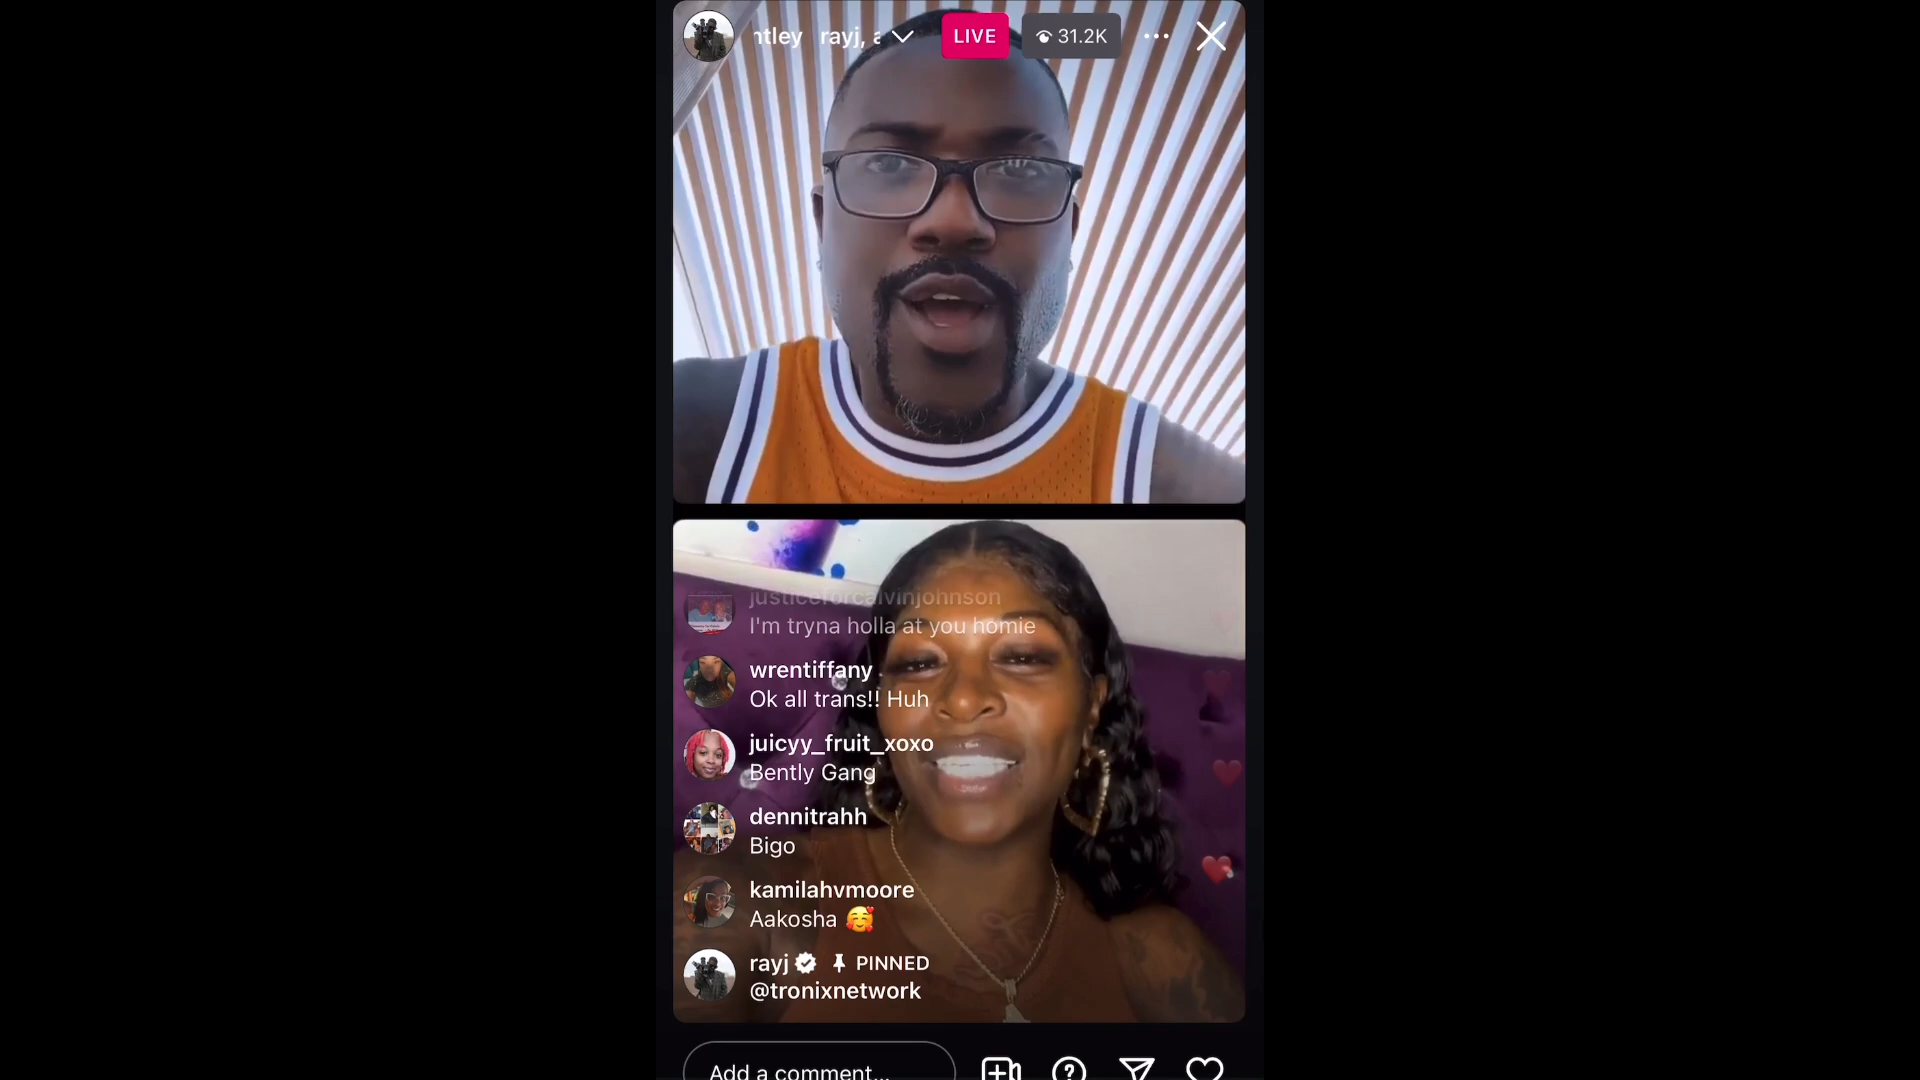 ntley rayj, a
LIVE
31.2K
justiceforcalvinjohnson
I'm tryna holla at you homie
wrentiffany
Ok all trans!! Huh
juicyy_fruit_xoxo
Bently Gang
dennitrahh
Bigo
kamilahvmoore
Aakosha 🥰
rayj PINNED
@tronixnetwork
Add a comment...